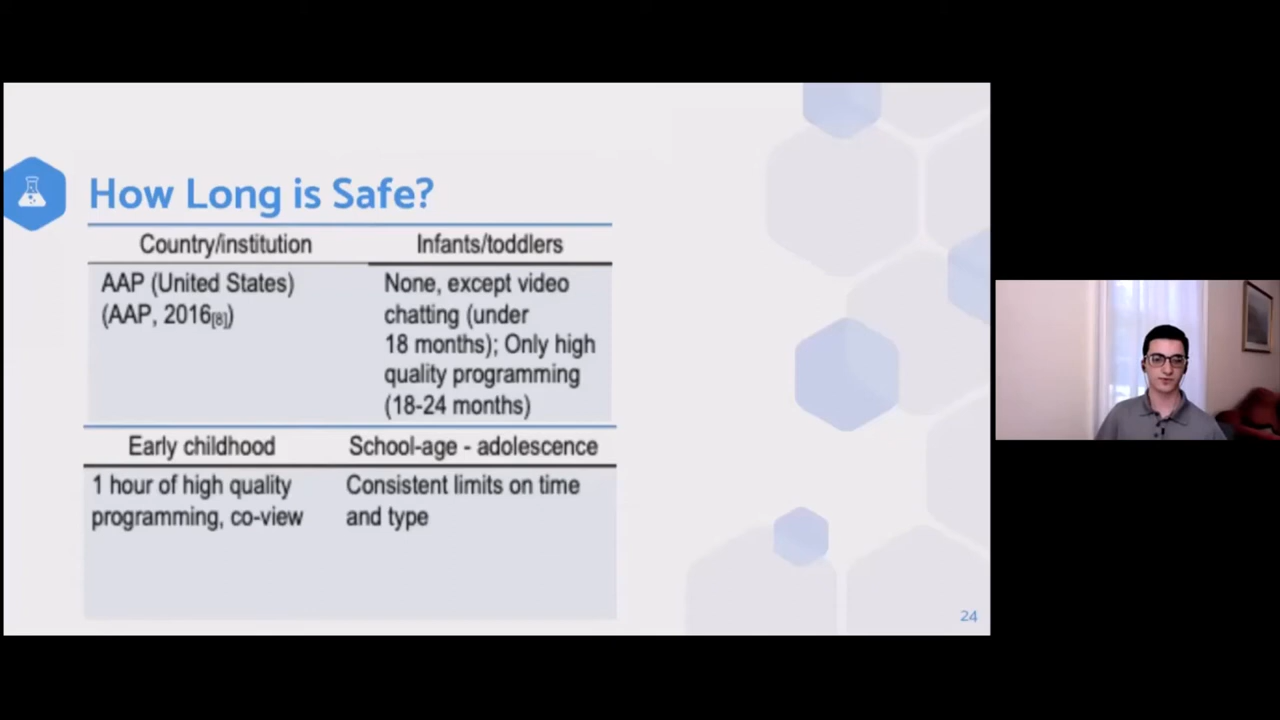 How Long is Safe?
Country/institution
Infants/toddlers
AAP (United States)
(AAP, 2016[8])
None, except video
chatting (under
18 months); Only high
quality programming
(18-24 months)
Early childhood
School-age - adolescence
1 hour of high quality
programming, co-view
Consistent limits on time
and type
24